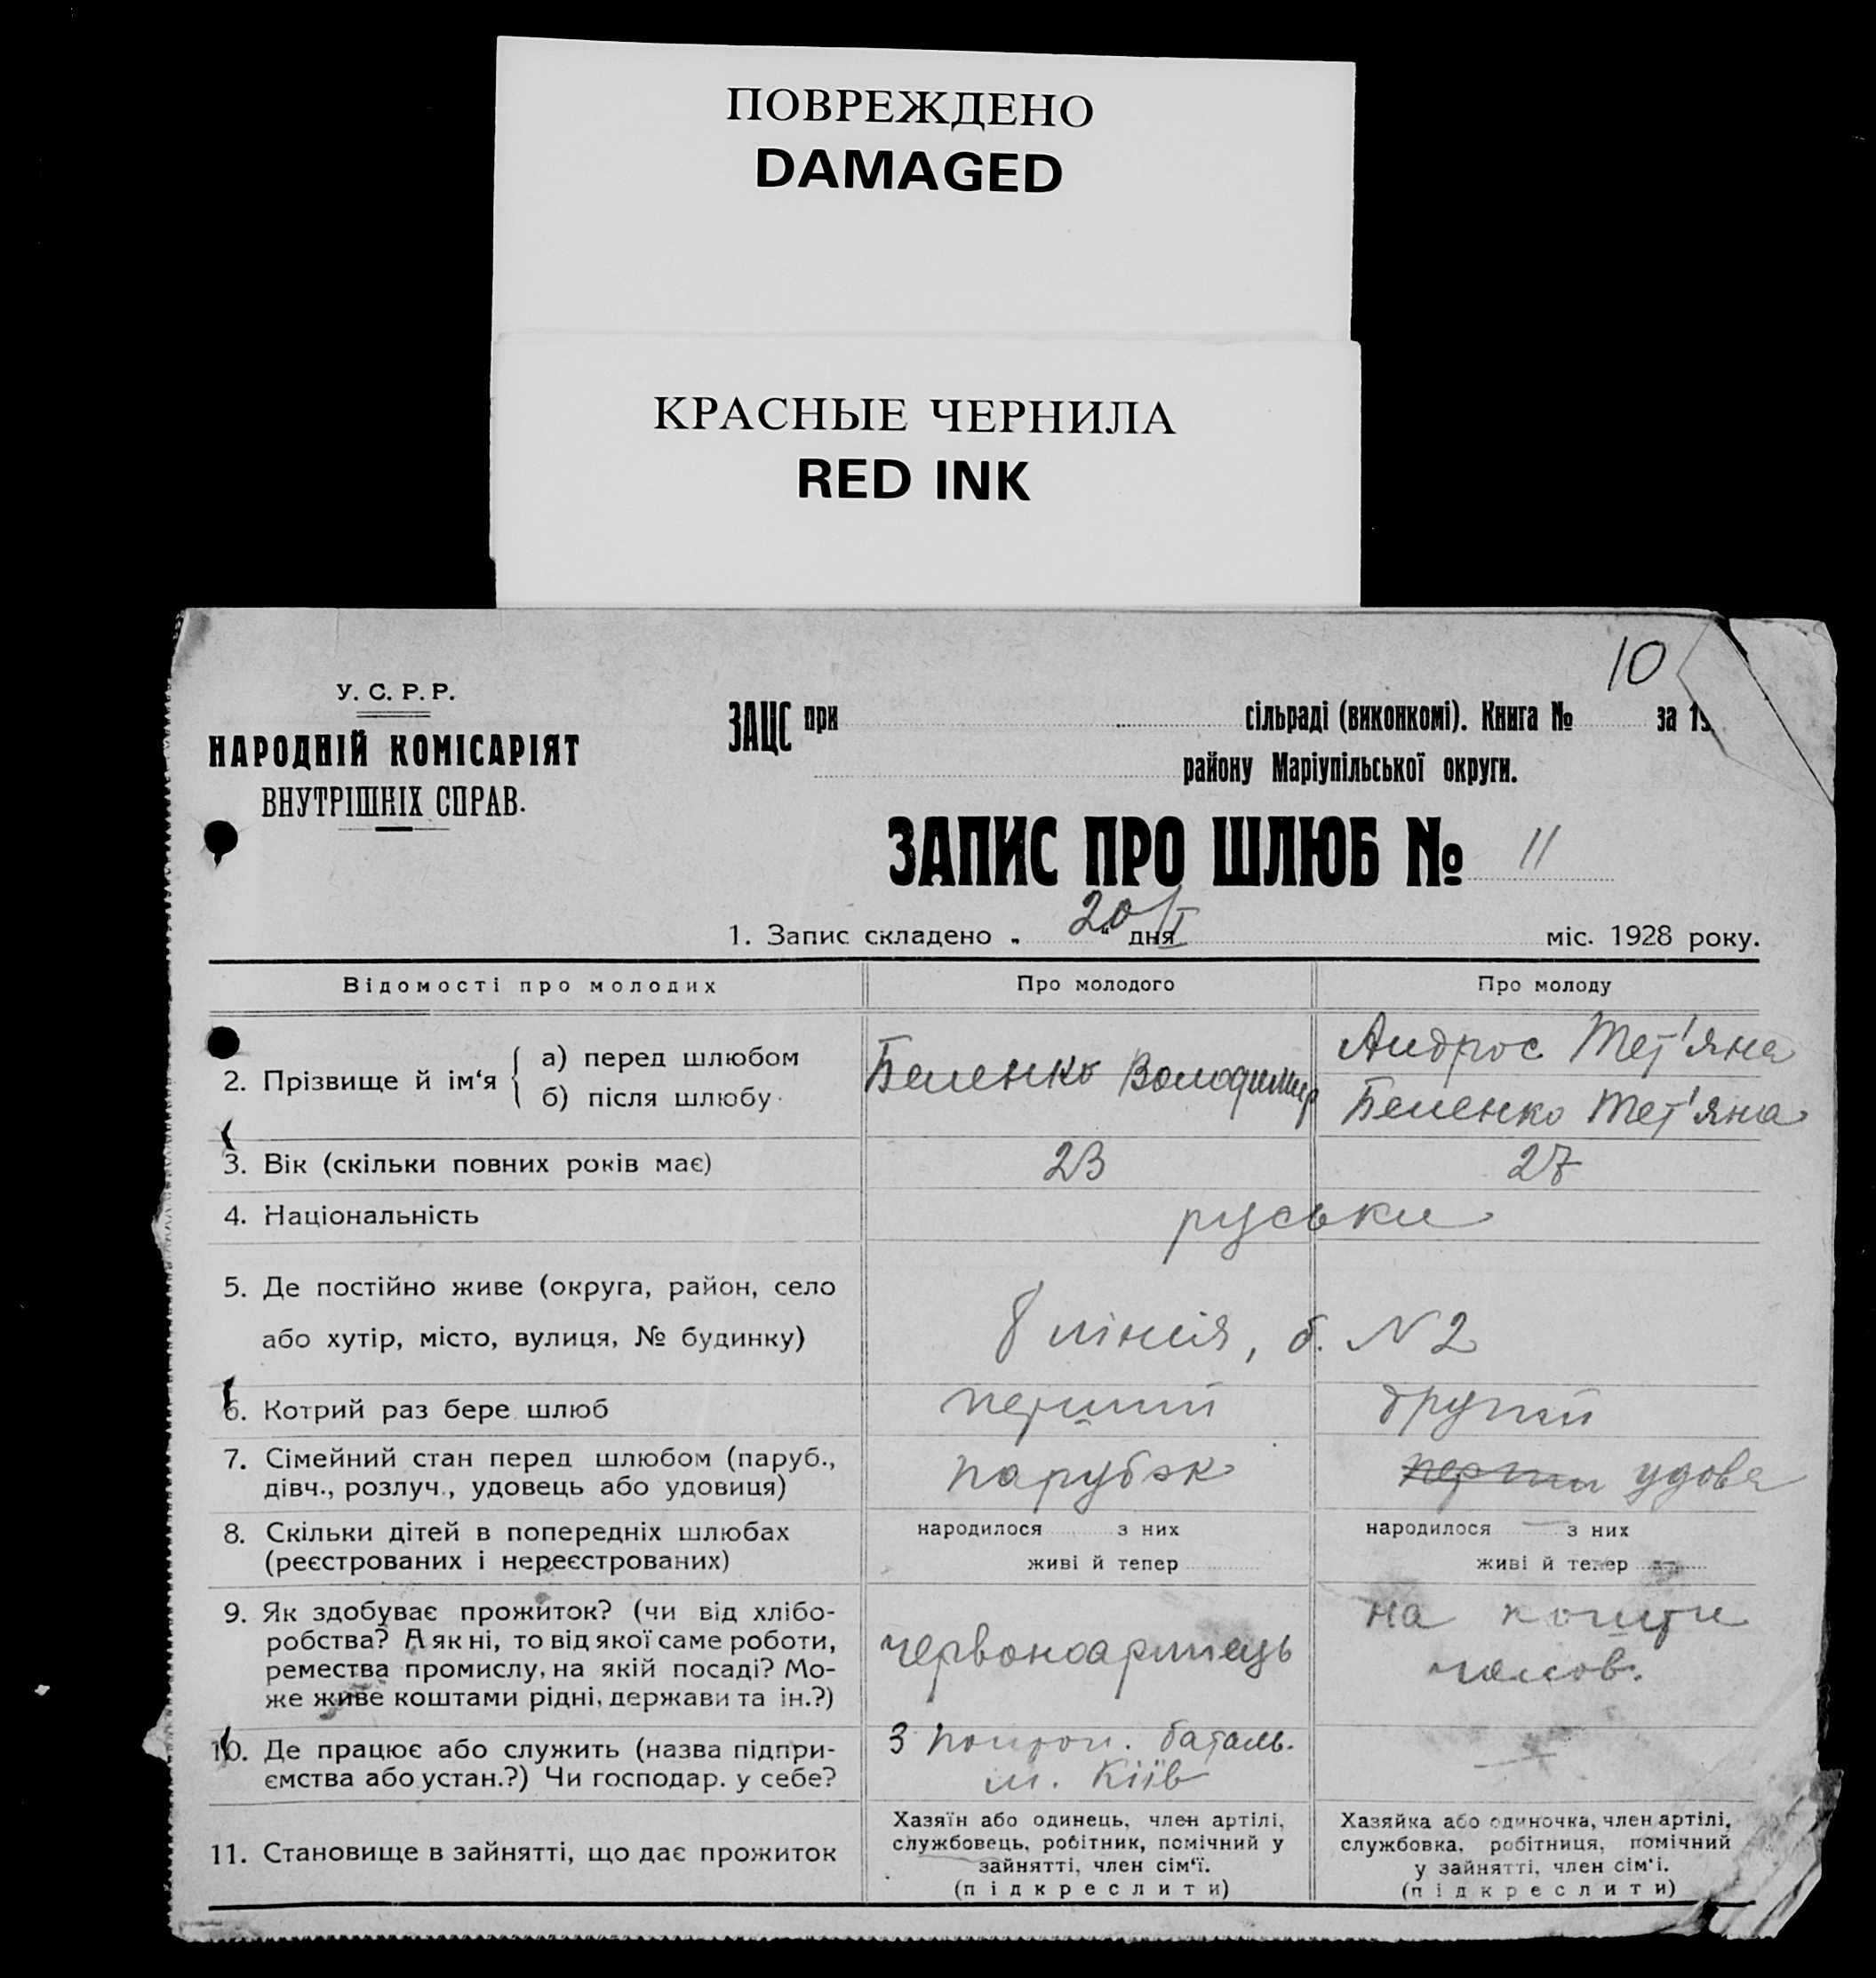 ПОВРЕЖДЕНО
DAMAGED
КРАСНЫЕ ЧЕРНИЛА
RED INK
10
У. С. Р. Р.
НАРОДНІЙ КОМІСАРІЯТ
ВНУТРІШНІХ СПРАВ.
ЗАЦС при сільраді (виконкомі). Книга № за 19
району Маріупільської округи.
ЗАПИС ПРО ШЛЮБ № 11
1. Запис складено „ 20/I “ дня міс. 1928 року.
Відомості про молодих
Про молодого
Про молоду
2. Прізвище й ім‘я { а) перед шлюбом
б) після шлюбу
Беленко Володимир
Андрос Тет'яна
Беленко Тет'яна
3. Вік (скільки повних років має)
23
27
4. Національність
руськи
5. Де постійно живе (округа, район, село
або хутір, місто, вулиця, № будинку)
8 лінія, б. N 2
6. Котрий раз бере шлюб
перший
другий
7. Сімейний стан перед шлюбом (паруб.,
дівч., розлуч., удовець або удовиця)
парубок
удова
8. Скільки дітей в попередніх шлюбах
(реєстрованих і нереєстрованих)
народилося з них
живі й тепер
народилося — з них
живі й тепер
9. Як здобуває прожиток? (чи від хлібо-
робства? А як ні, то від якої саме роботи,
ремества промислу, на якій посаді? Мо-
же живе коштами рідні, держави та ін.?)
червоноармієць
на кошти
чолов.
10. Де працює або служить (назва підпри-
ємства або устан.?) Чи господар. у себе?
3 баталь.
м. Київ
—
11. Становище в зайнятті, що дає прожиток
Хазяїн або одинець, член артілі,
службовець, робітник, помічний у
зайнятті, член сім‘ї.
(підкреслити)
Хазяйка або одиночка, член артілі,
службовка, робітниця, помічний
у зайнятті, член сім‘і.
(підкреслити)